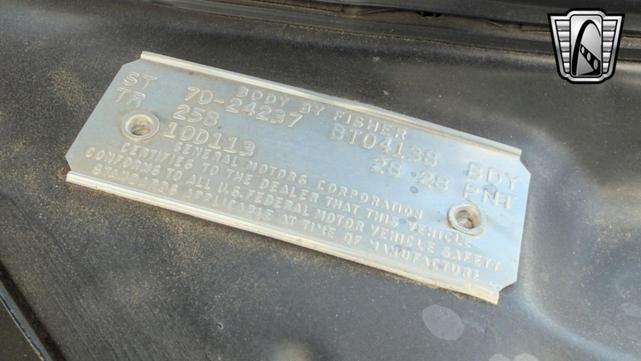 BODY BY FISHER
ST 70-24237 BT04138 BDY
TR 258 28 28 PNT
10D113
GENERAL MOTORS CORPORATION
CERTIFIES TO THE DEALER THAT THIS VEHICLE
CONFORMS TO ALL U.S. FEDERAL MOTOR VEHICLE SAFETY
STANDARDS APPLICABLE AT TIME OF MANUFACTURE